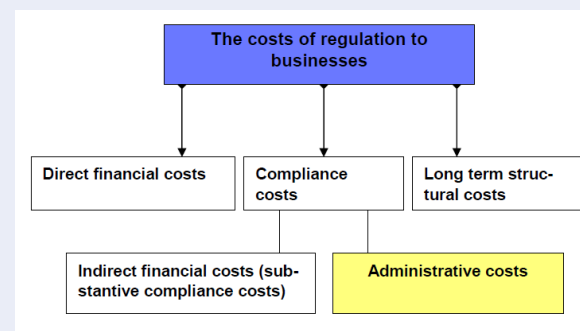 The costs of regulation to
businesses
Direct financial costs
Compliance
costs
Long term struc-
tural costs
Indirect financial costs (sub-
stantive compliance costs)
Administrative costs